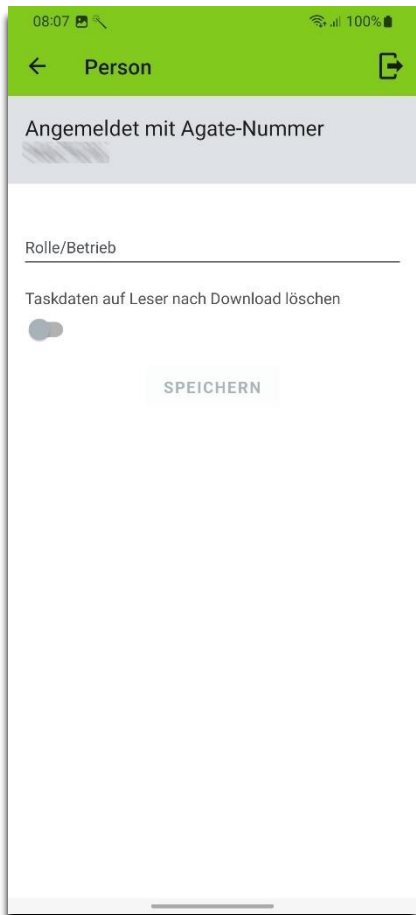 08:07 100%
Person
Angemeldet mit Agate-Nummer
Rolle/Betrieb
Taskdaten auf Leser nach Download löschen
SPEICHERN